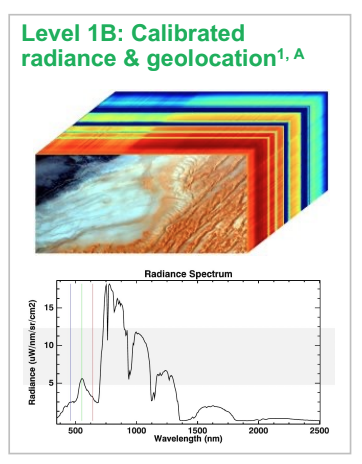 Level 1B: Calibrated
radiance & geolocation1, A
Radiance Spectrum
Radiance (uW/nm/sr/cm2)
15
10
5
500
1000
1500
2000
2500
Wavelength (nm)